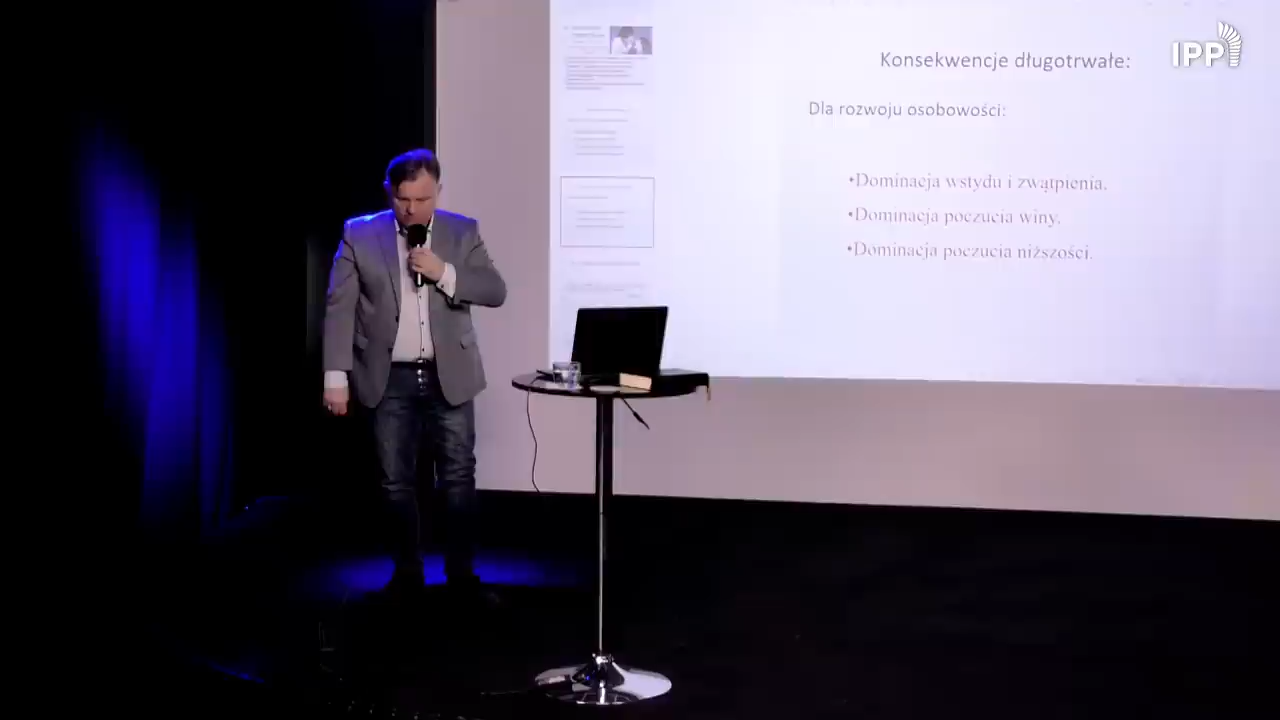 IPP
Konsekwencje długotrwałe:
Dla rozwoju osobowości:
•Dominacja wstydu i zwątpienia.
•Dominacja poczucia winy.
•Dominacja poczucia niższości.